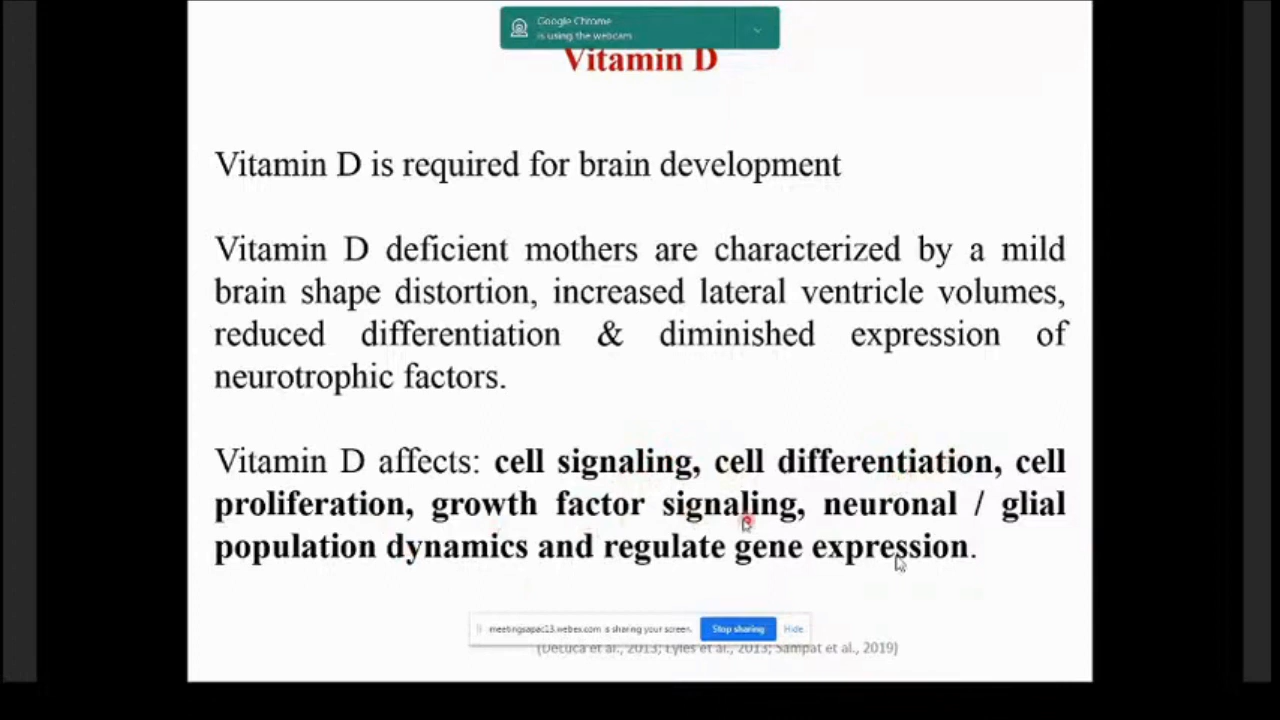 Google Chrome
is using the webcam
Vitamin D
Vitamin D is required for brain development
Vitamin D deficient mothers are characterized by a mild
brain shape distortion, increased lateral ventricle volumes,
reduced differentiation & diminished expression of
neurotrophic factors.
Vitamin D affects: cell signaling, cell differentiation, cell
proliferation, growth factor signaling, neuronal / glial
population dynamics and regulate gene expression.
meetingsapac13.webex.com is sharing your screen. Stop sharing Hide
(DeLuca et al., 2013; Eyles et al., 2013; Sampat et al., 2019)